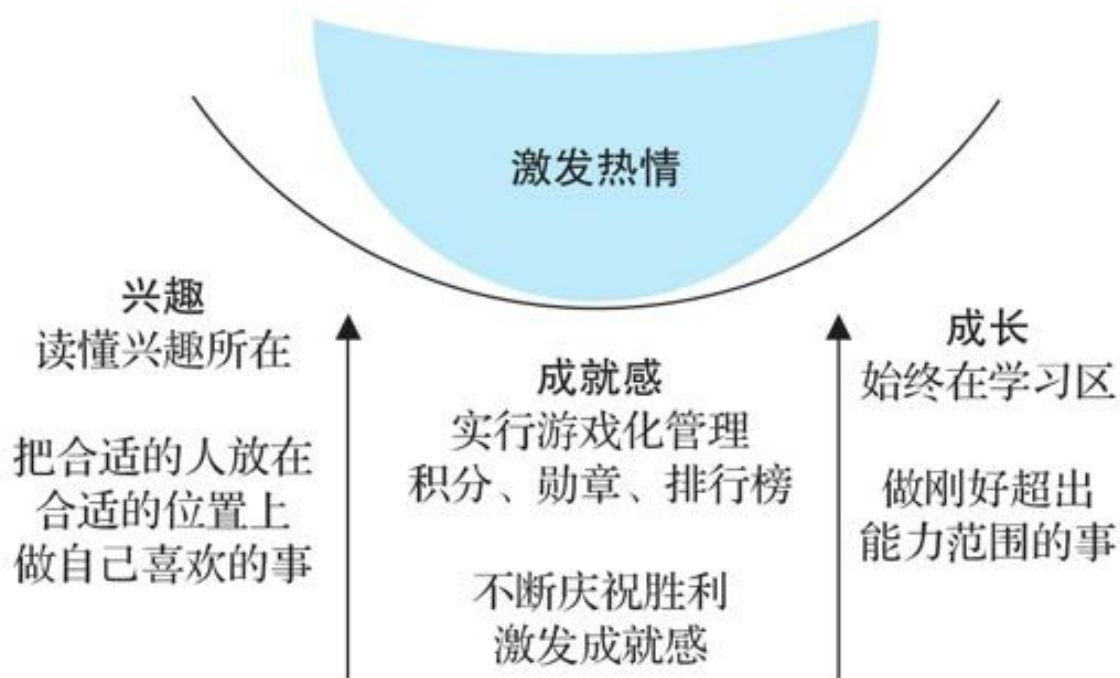 激发热情
兴趣
读懂兴趣所在
把合适的人放在
合适的位置上
做自己喜欢的事
成就感
实行游戏化管理
积分、勋章、排行榜
不断庆祝胜利
激发成就感
成长
始终在学习区
做刚好超出
能力范围的事